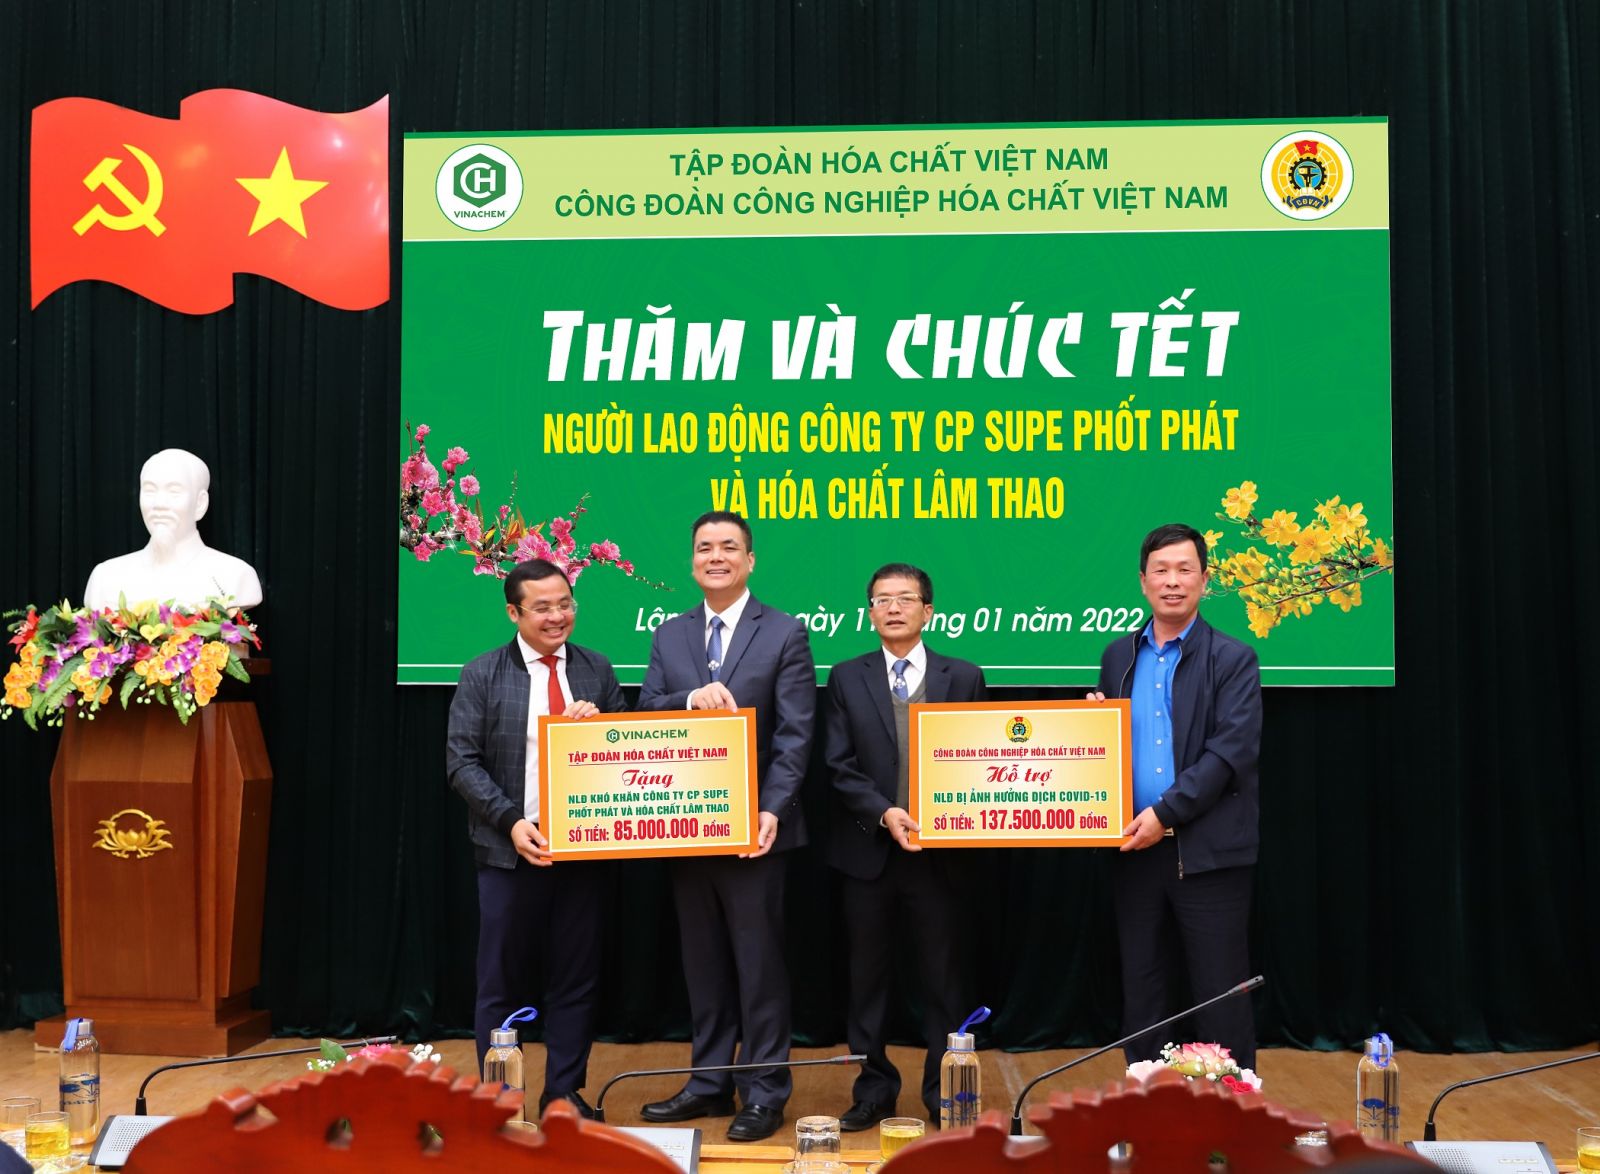 TẬP ĐOÀN HÓA CHẤT VIỆT NAM
CÔNG ĐOÀN CÔNG NGHIỆP HÓA CHẤT VIỆT NAM
VINACHEM
CĐVN
THĂM VÀ CHÚC TẾT
NGƯỜI LAO ĐỘNG CÔNG TY CP SUPE PHỐT PHÁT
VÀ HÓA CHẤT LÂM THAO
01 năm 2022
VINACHEM
TẬP ĐOÀN HÓA CHẤT VIỆT NAM
Tặng
NLĐ KHÓ KHĂN CÔNG TY CP SUPE
PHỐT PHÁT VÀ HÓA CHẤT LÂM THAO
SỐ TIỀN: 85.000.000 ĐỒNG
CÔNG ĐOÀN CÔNG NGHIỆP HÓA CHẤT VIỆT NAM
Hỗ trợ
NLĐ BỊ ẢNH HƯỞNG DỊCH COVID-19
SỐ TIỀN: 137.500.000 ĐỒNG